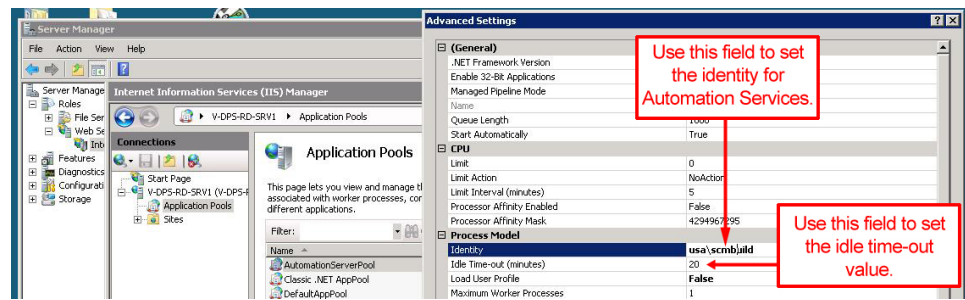 Server Manager
File Action View Help
Server Manage
Roles
File Ser
Web Se
Int
Features
Diagnostics
Configurati
Storage
Internet Information Services (IIS) Manager
V-DPS-RD-SRV1 Application Pools
Connections
Start Page
V-DPS-RD-SRV1 (V-DPS-F
Application Pools
Sites
Application Pools
This page lets you view and manage t
associated with worker processes, cor
different applications.
Filter:
Name
AutomationServerPool
Classic .NET AppPool
DefaultAppPool
Advanced Settings
(General)
.NET Framework Version
Enable 32-Bit Applications
Managed Pipeline Mode
Name
Queue Length 1000
Start Automatically True
CPU
Limit 0
Limit Action NoAction
Limit Interval (minutes) 5
Processor Affinity Enabled False
Processor Affinity Mask 4294967295
Process Model
Identity usa\scmbuild
Idle Time-out (minutes) 20
Load User Profile False
Maximum Worker Processes 1
Use this field to set
the identity for
Automation Services.
Use this field to set
the idle time-out
value.